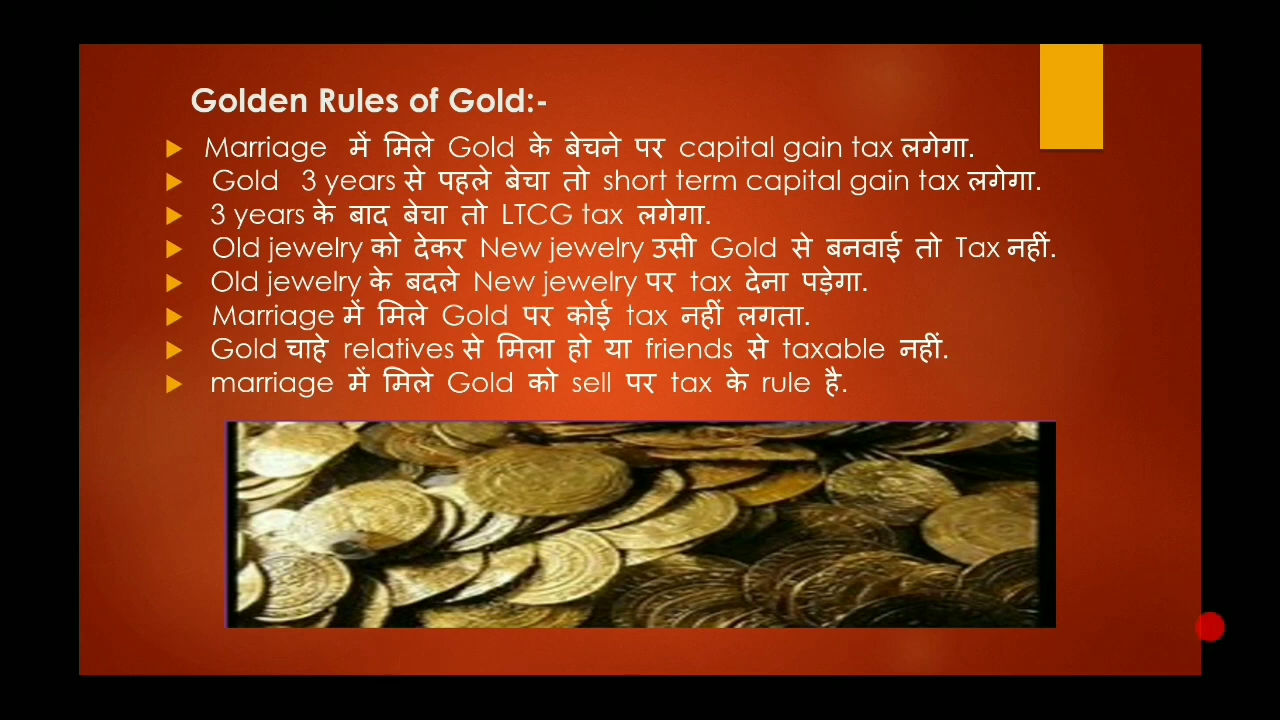 Golden Rules of Gold:-
Marriage में मिले Gold के बेचने पर capital gain tax लगेगा.
Gold 3 years से पहले बेचा तो short term capital gain tax लगेगा.
3 years के बाद बेचा तो LTCG tax लगेगा.
Old jewelry को देकर New jewelry उसी Gold से बनवाई तो Tax नहीं.
Old jewelry के बदले New jewelry पर tax देना पड़ेगा.
Marriage में मिले Gold पर कोई tax नहीं लगता.
Gold चाहे relatives से मिला हो या friends से taxable नहीं.
marriage में मिले Gold को sell पर tax के rule है.